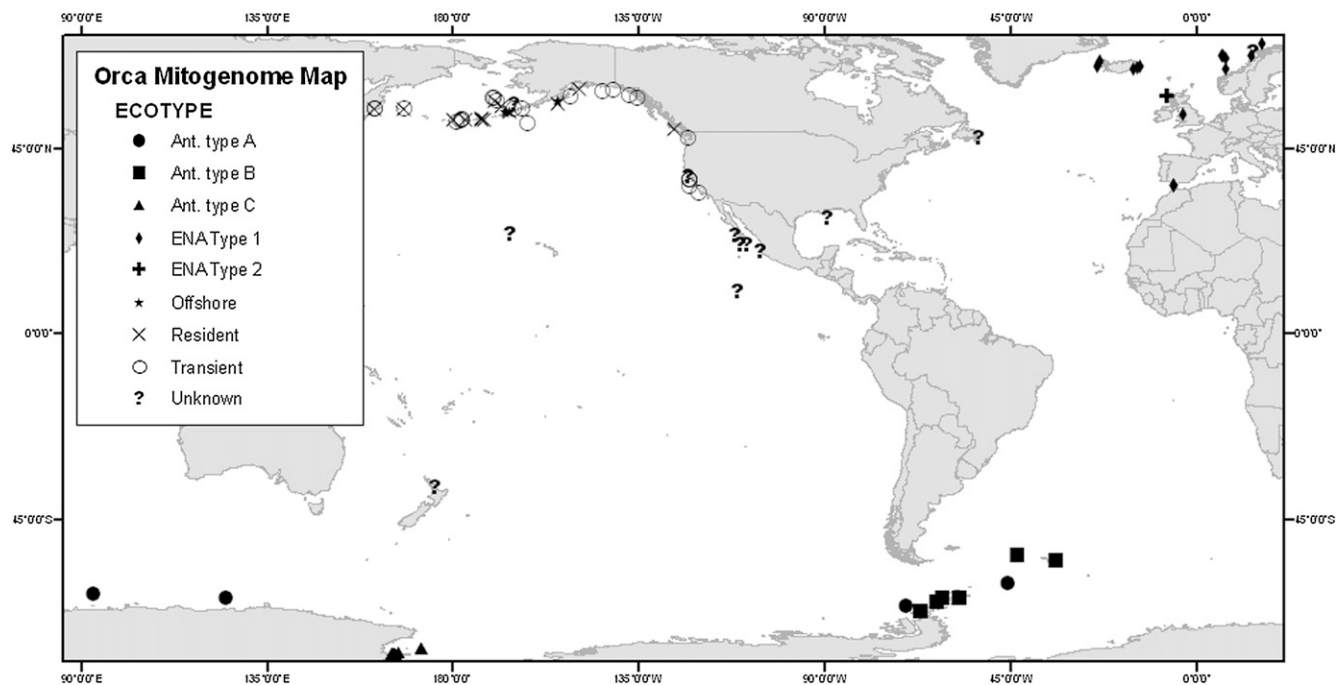 90°0'0"E 135°0'0"E 180°0'0" 135°0'0"W 90°0'0"W 45°0'0"W 0°0'0"
Orca Mitogenome Map
ECOTYPE
Ant. type A
Ant. type B
Ant. type C
ENA Type 1
ENA Type 2
Offshore
Resident
Transient
? Unknown
45°0'0"N 45°0'0"N
0°0'0" 0°0'0"
45°0'0"S 45°0'0"S
90°0'0"E 135°0'0"E 180°0'0" 135°0'0"W 90°0'0"W 45°0'0"W 0°0'0"